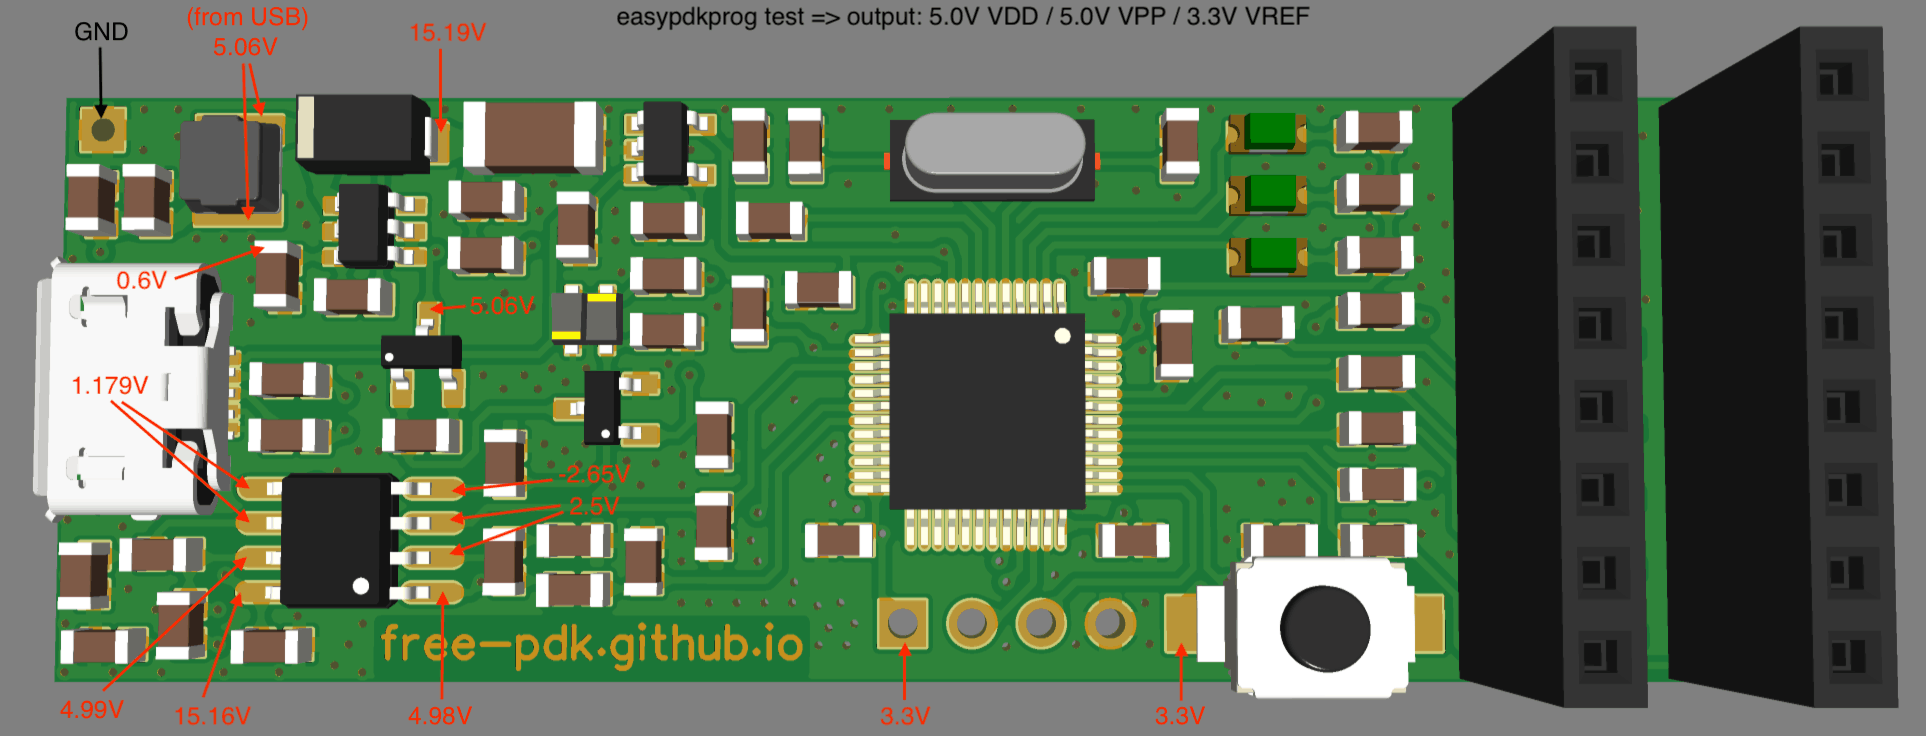 easypdkprog test => output: 5.0V VDD / 5.0V VPP / 3.3V VREF
(from USB)
5.06V
GND
15.19V
0.6V
5.06V
1.179V
-2.65V
2.5V
free-pdk.github.io
4.99V
15.16V
4.98V
3.3V
3.3V